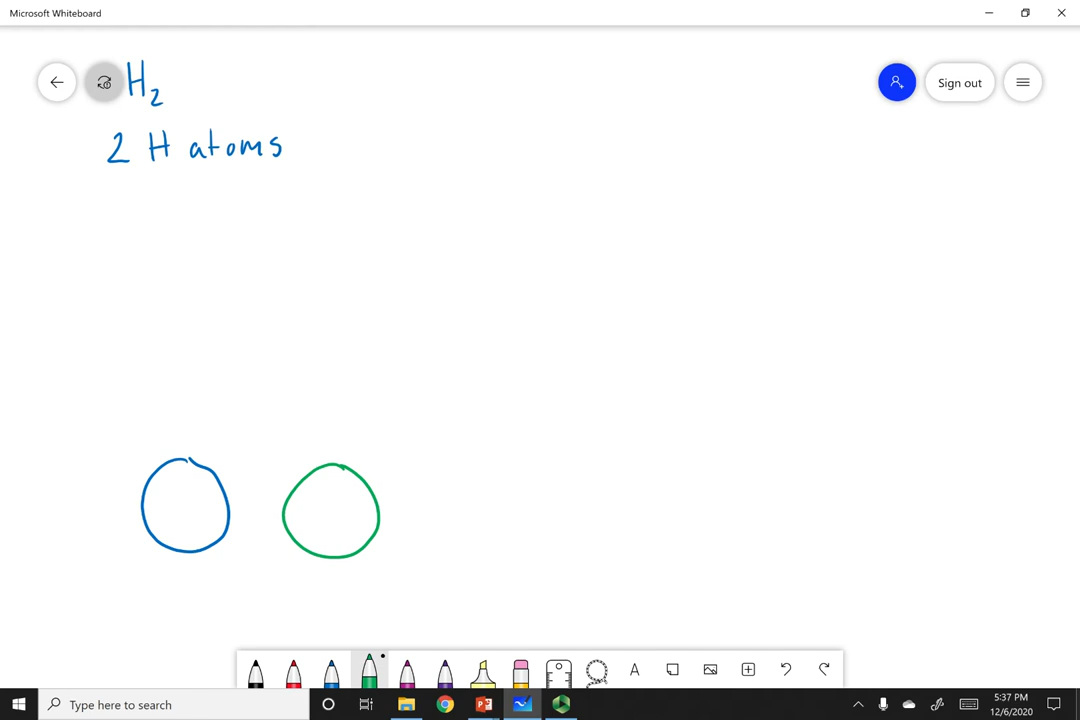 Microsoft Whiteboard
H₂
Sign out
2 H atoms
A
Type here to search
5:37 PM
12/6/2020